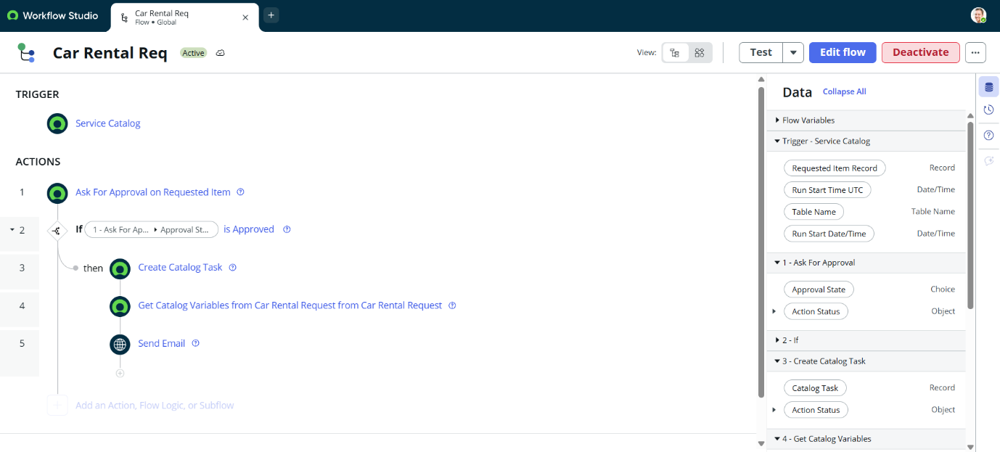 Workflow Studio
Car Rental Req
Flow • Global
Car Rental Req
Active
View:
Test
Edit flow
Deactivate
TRIGGER
Service Catalog
ACTIONS
1
Ask For Approval on Requested Item
2
If 1 - Ask For Ap... Approval St... is Approved
3
then Create Catalog Task
4
Get Catalog Variables from Car Rental Request from Car Rental Request
5
Send Email
Add an Action, Flow Logic, or Subflow
Data
Collapse All
Flow Variables
Trigger - Service Catalog
Requested Item Record Record
Run Start Time UTC Date/Time
Table Name Table Name
Run Start Date/Time Date/Time
1 - Ask For Approval
Approval State Choice
Action Status Object
2 - If
3 - Create Catalog Task
Catalog Task Record
Action Status Object
4 - Get Catalog Variables